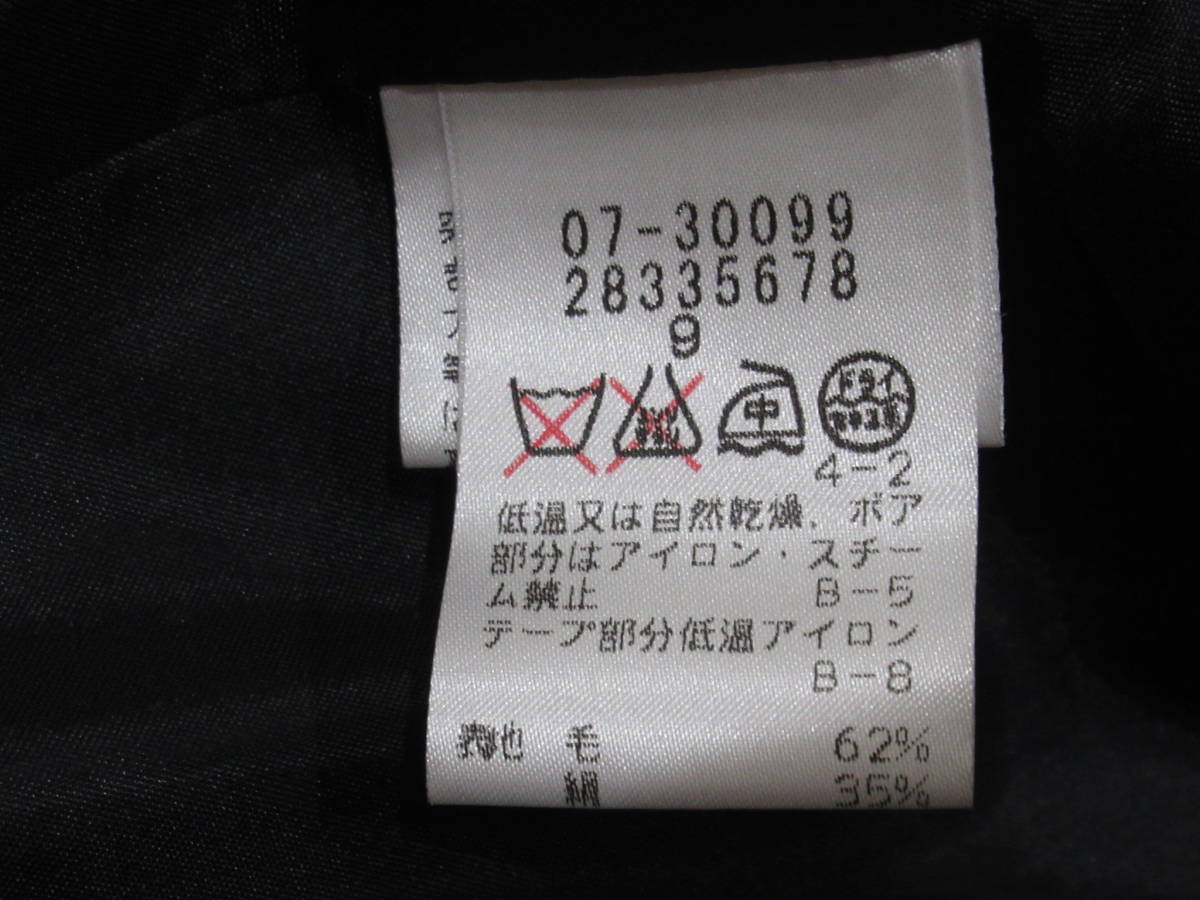 07-30099
28335678
9
ドライ
4-2
低温又は自然乾燥．ボア
部分はアイロン・スチー
ム禁止 B-5
テープ部分低温アイロン
B-8
表地 毛 62%
35%